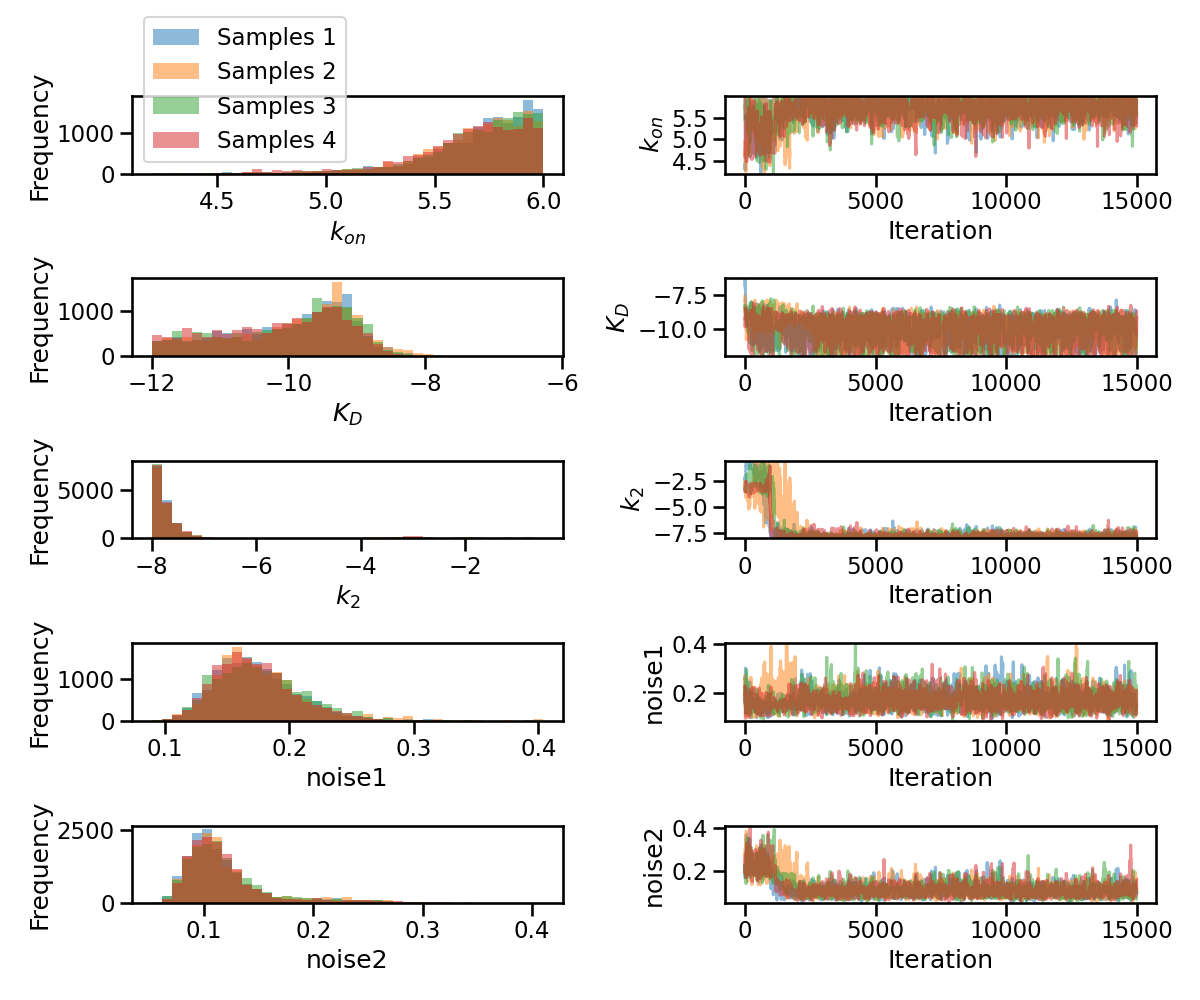 Samples 1
Samples 2
Samples 3
Samples 4
Frequency
1000
0
4.5 5.0 5.5 6.0
k_on
k_on
5.5
5.0
4.5
0 5000 10000 15000
Iteration
Frequency
1000
0
−12 −10 −8 −6
K_D
K_D
−7.5
−10.0
0 5000 10000 15000
Iteration
Frequency
5000
0
−8 −6 −4 −2
k_2
k_2
−2.5
−5.0
−7.5
0 5000 10000 15000
Iteration
Frequency
1000
0
0.1 0.2 0.3 0.4
noise1
noise1
0.4
0.2
0 5000 10000 15000
Iteration
Frequency
2500
0
0.1 0.2 0.3 0.4
noise2
noise2
0.4
0.2
0 5000 10000 15000
Iteration